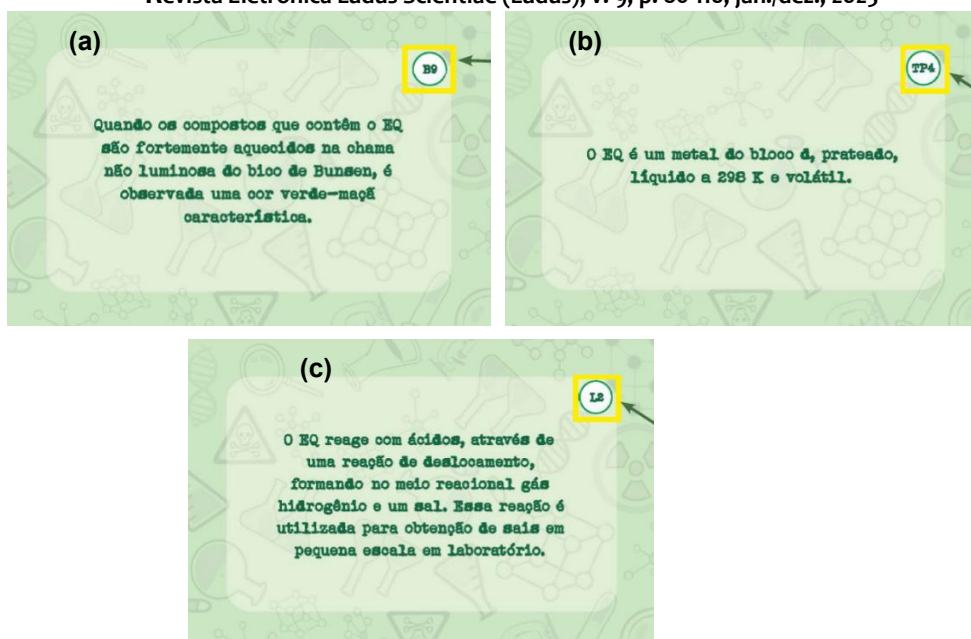 Revista Eletrônica Ludus Scientiae (Ludus), v. 9, p. 86-110, jan./dez., 2025
(a)
B9
Quando os compostos que contêm o EQ
são fortemente aquecidos na chama
não luminosa do bico de Bunsen, é
observada uma cor verde-maçã
característica.
(b)
TP4
O EQ é um metal do bloco d, prateado,
líquido a 298 K e volátil.
(c)
L2
O EQ reage com ácidos, através de
uma reação de deslocamento,
formando no meio reacional gás
hidrogênio e um sal. Essa reação é
utilizada para obtenção de sais em
pequena escala em laboratório.